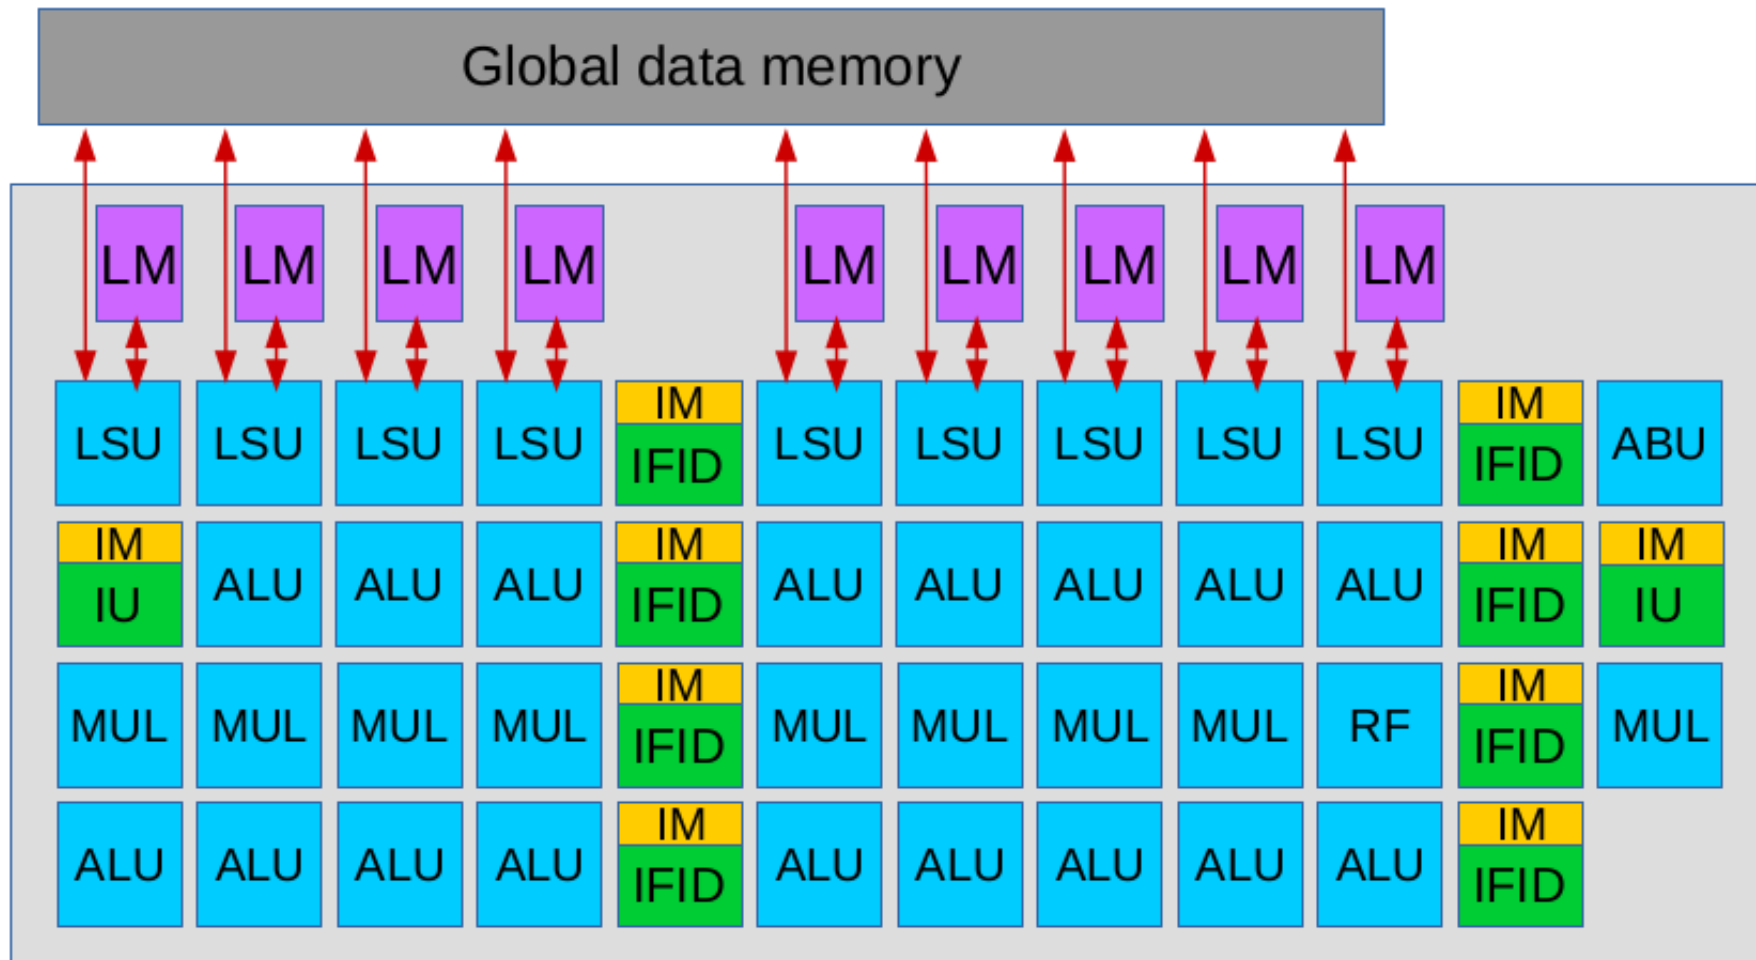 Global data memory
LM LM LM LM LM LM LM LM LM
LSU LSU LSU LSU IM IFID LSU LSU LSU LSU LSU IM IFID ABU
IM IU ALU ALU ALU IM IFID ALU ALU ALU ALU ALU IM IFID IM IU
MUL MUL MUL MUL IM IFID MUL MUL MUL MUL RF IM IFID MUL
ALU ALU ALU ALU IM IFID ALU ALU ALU ALU ALU IM IFID